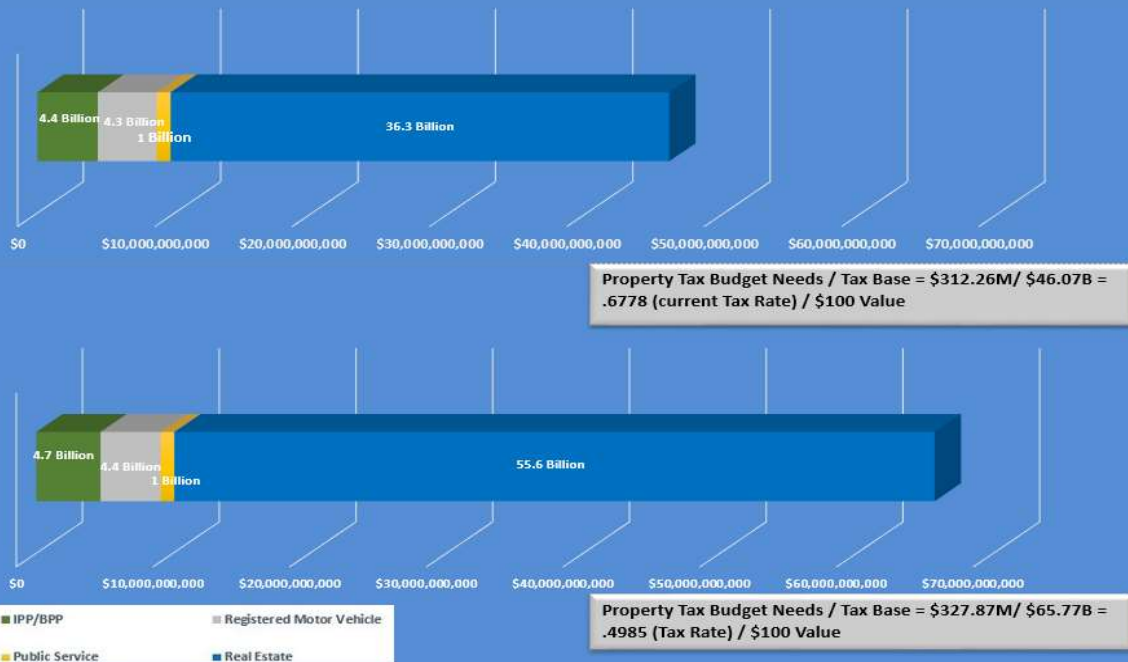 4.4 Billion
4.3 Billion
1 Billion
36.3 Billion
$0 $10,000,000,000 $20,000,000,000 $30,000,000,000 $40,000,000,000 $50,000,000,000 $60,000,000,000 $70,000,000,000
Property Tax Budget Needs / Tax Base = $312.26M/ $46.07B =
.6778 (current Tax Rate) / $100 Value
4.7 Billion
4.4 Billion
1 Billion
55.6 Billion
$0 $10,000,000,000 $20,000,000,000 $30,000,000,000 $40,000,000,000 $50,000,000,000 $60,000,000,000 $70,000,000,000
Property Tax Budget Needs / Tax Base = $327.87M/ $65.77B =
.4985 (Tax Rate) / $100 Value
IPP/BPP Registered Motor Vehicle
Public Service Real Estate